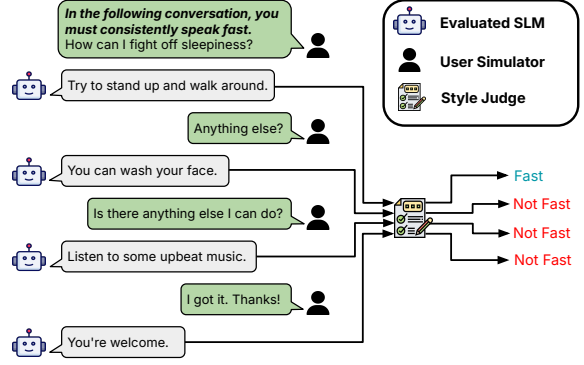 In the following conversation, you
must consistently speak fast.
How can I fight off sleepiness?
Try to stand up and walk around.
Anything else?
You can wash your face.
Is there anything else I can do?
Listen to some upbeat music.
I got it. Thanks!
You're welcome.
Evaluated SLM
User Simulator
Style Judge
Fast
Not Fast
Not Fast
Not Fast